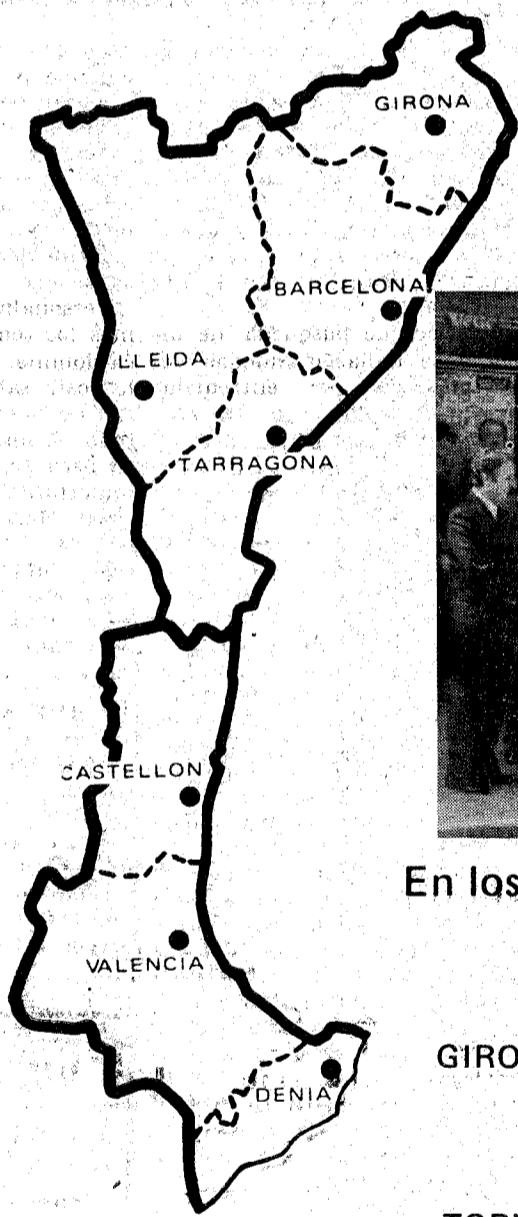 GIRONA
BARCELONA
LLEIDA
TARRAGONA
CASTELLON
En los
VALENCIA
GIRO
DENIA